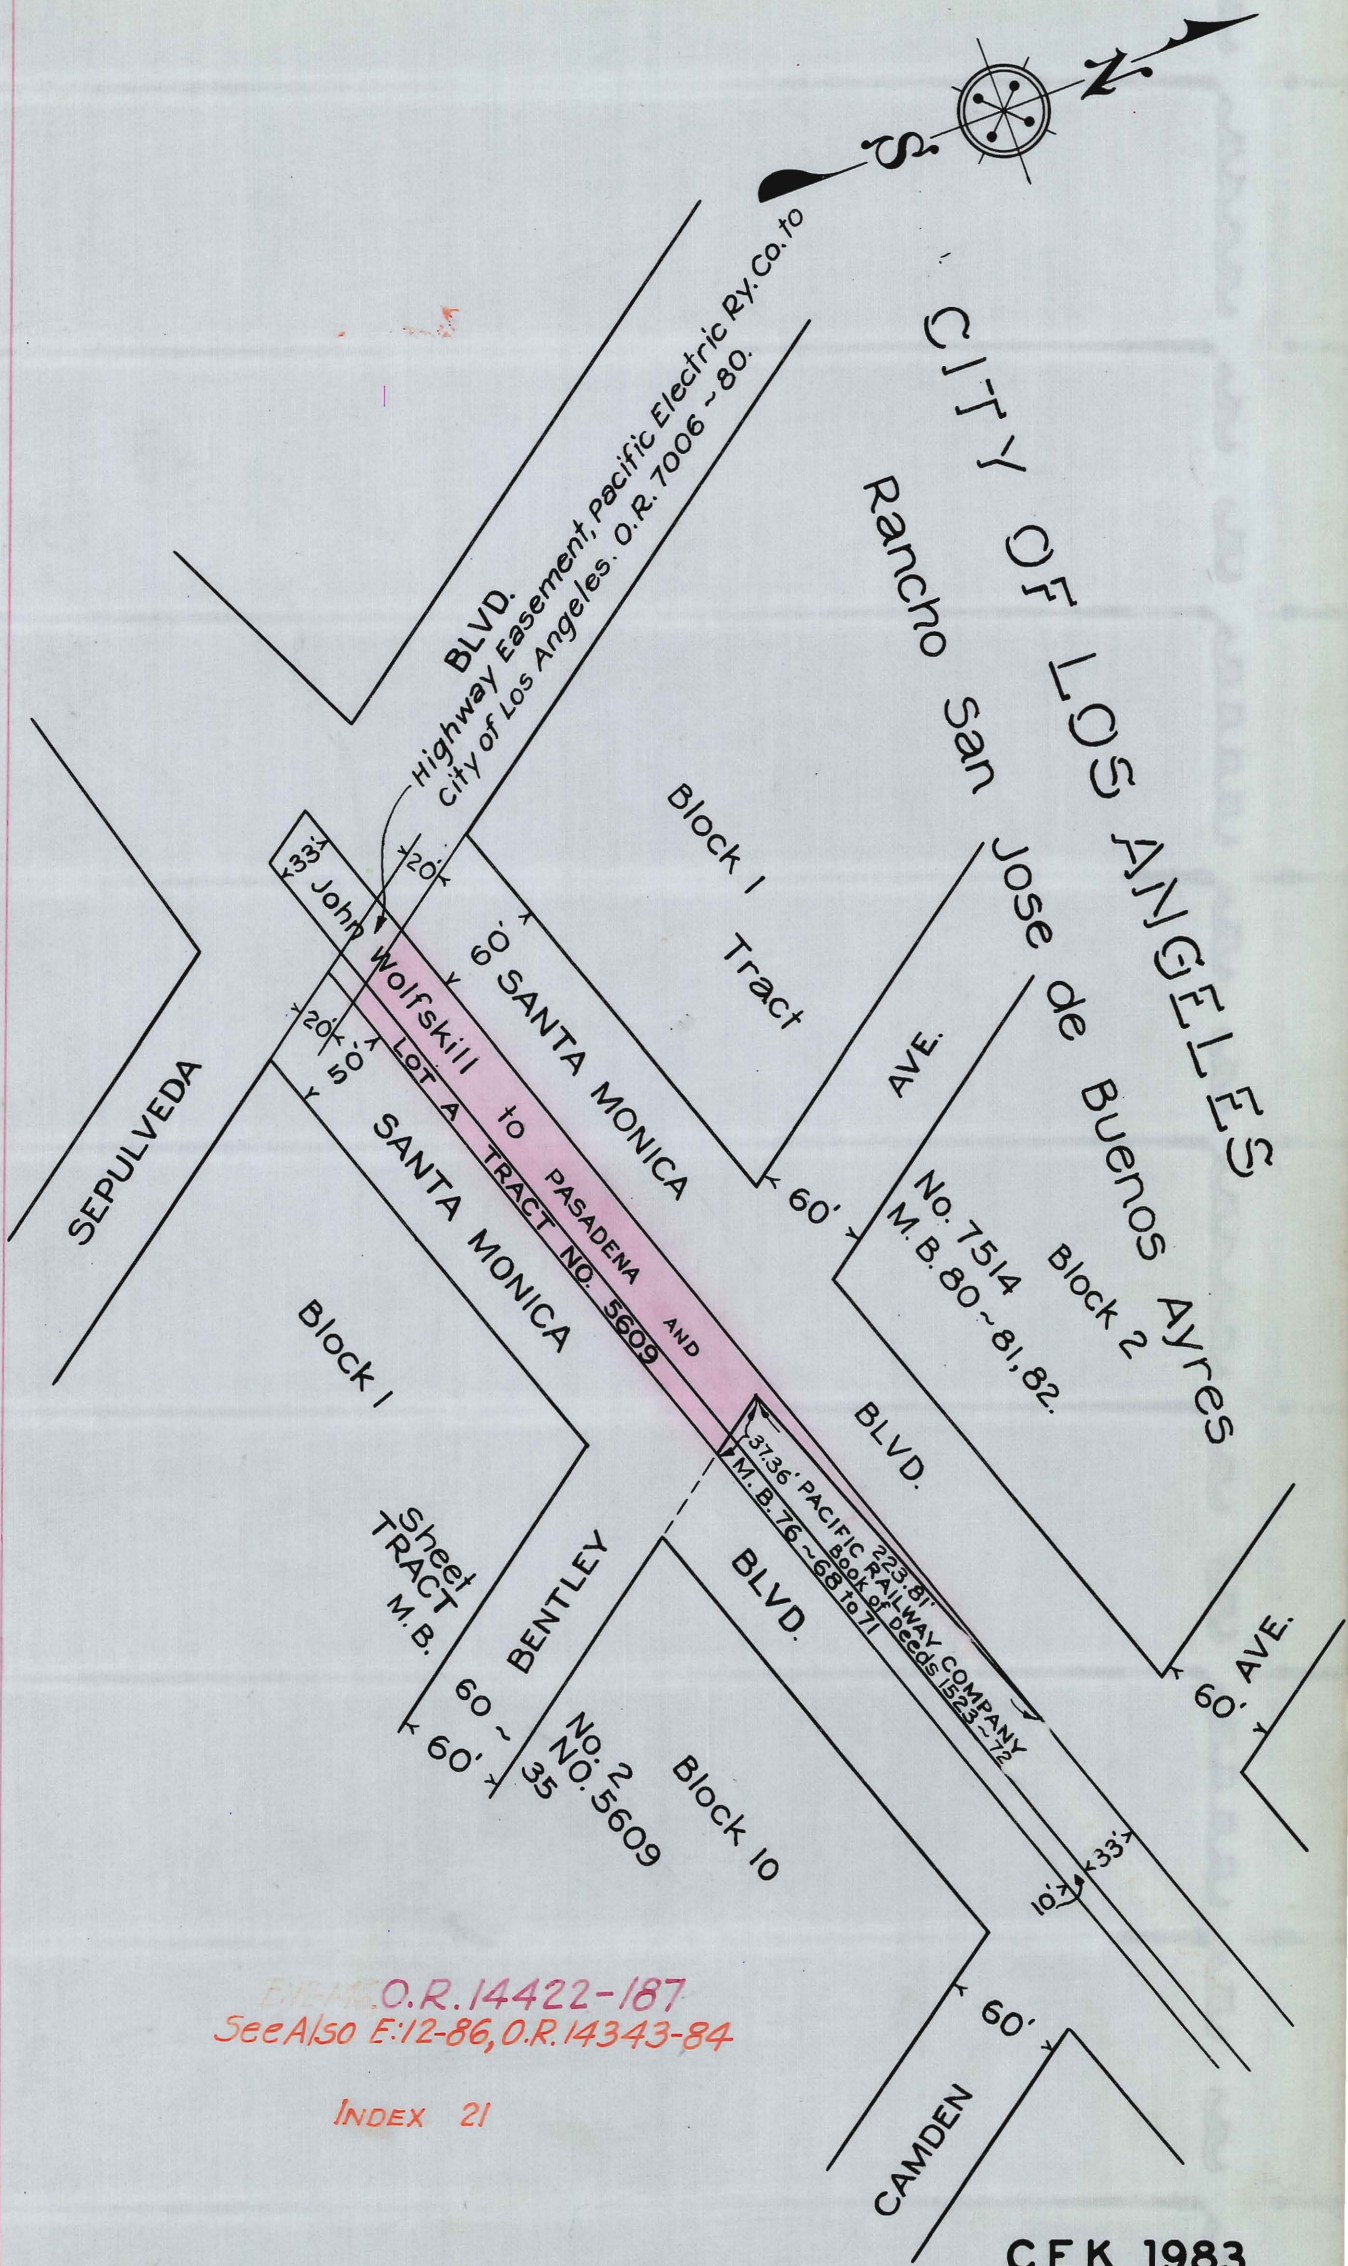 N
S
CITY OF LOS ANGELES
Rancho San Jose de Buenos Ayres
BLVD.
Highway Easement, Pacific Electric Ry. Co. to
City of Los Angeles. O.R. 7006 ~ 80.
Block 1
Tract
No. 7514
M. B. 80 ~ 81, 82.
Block 2
33'
20'
60'
SANTA MONICA
BLVD.
AVE.
60'
John Wolfskill to PASADENA AND
PACIFIC RAILWAY COMPANY
Book of Deeds 1523 ~ 72
223.81'
37.36'
LOT A TRACT NO. 5609
M. B. 76 ~ 68 to 71
20'
50'
SEPULVEDA
SANTA MONICA
BLVD.
Block 1
Sheet
No. 2
TRACT
NO. 5609
M. B.
60 ~ 35
BENTLEY
60'
Block 10
AVE.
60'
33'
10'
60'
CAMDEN
O.R. 14422-187
See Also E:12-86, O.R. 14343-84
INDEX 21
CFK 1983